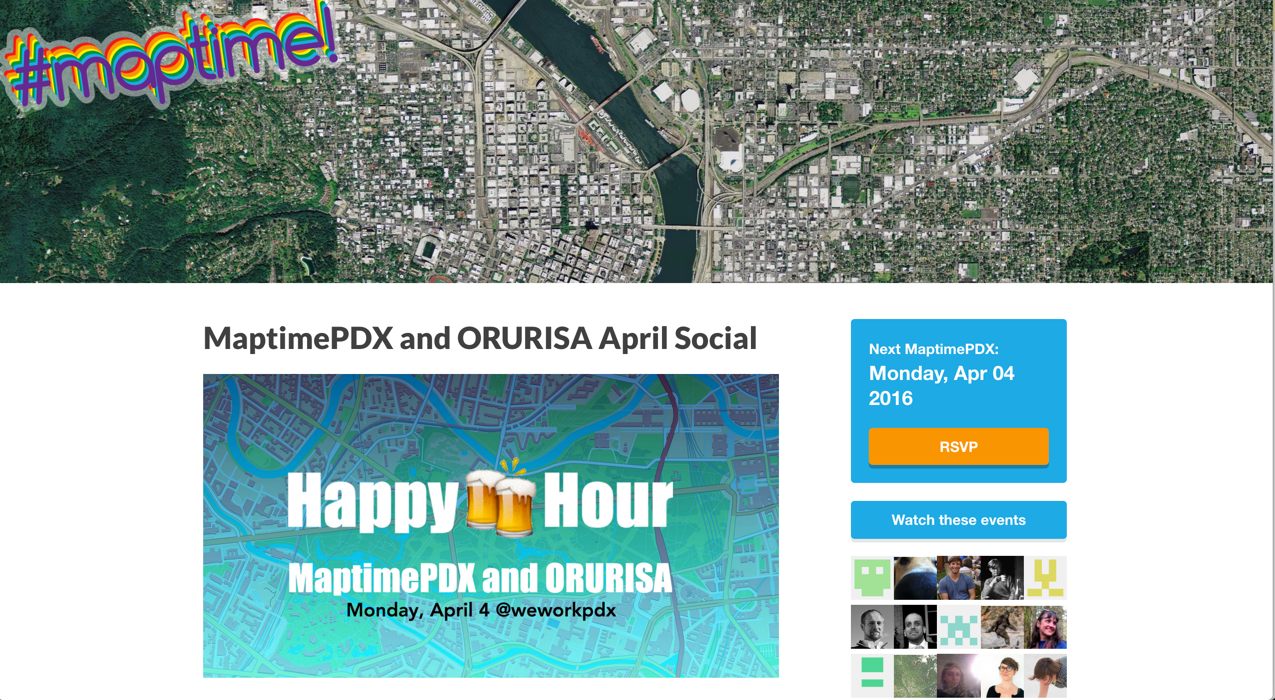 #maptime!
MaptimePDX and ORURISA April Social
Happy Hour
MaptimePDX and ORURISA
Monday, April 4 @weworkpdx
Next MaptimePDX:
Monday, Apr 04
2016
RSVP
Watch these events